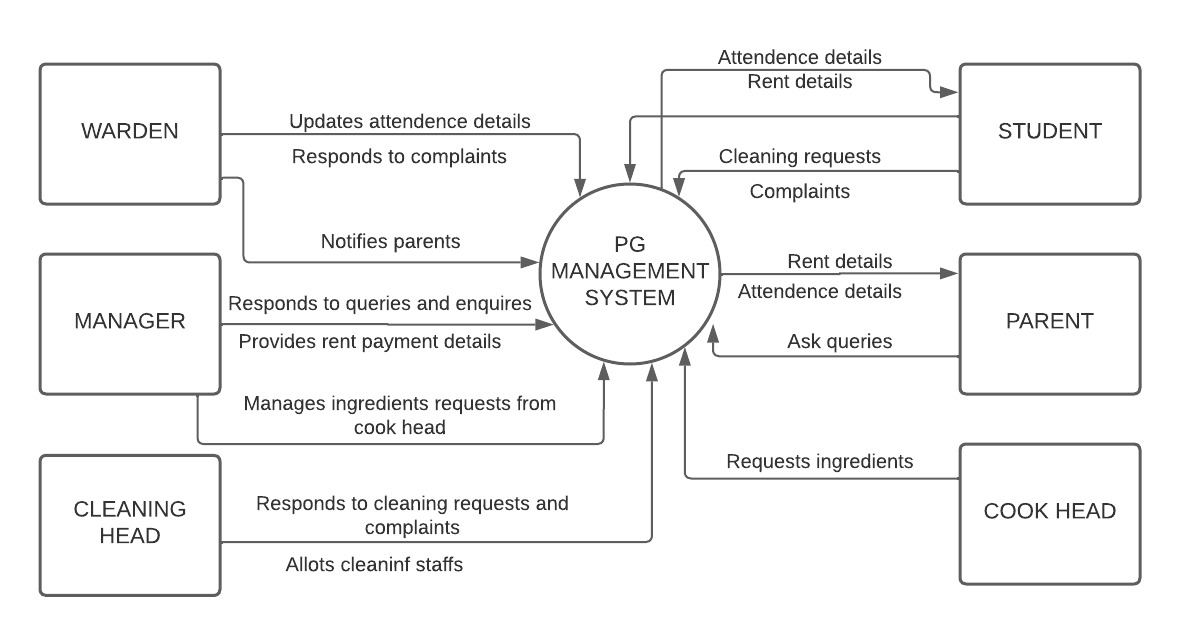 WARDEN
Updates attendence details
Responds to complaints
Notifies parents
MANAGER
Responds to queries and enquires
Provides rent payment details
Manages ingredients requests from
cook head
CLEANING
HEAD
Responds to cleaning requests and
complaints
Allots cleaninf staffs
PG
MANAGEMENT
SYSTEM
Attendence details
Rent details
STUDENT
Cleaning requests
Complaints
Rent details
Attendence details
PARENT
Ask queries
Requests ingredients
COOK HEAD